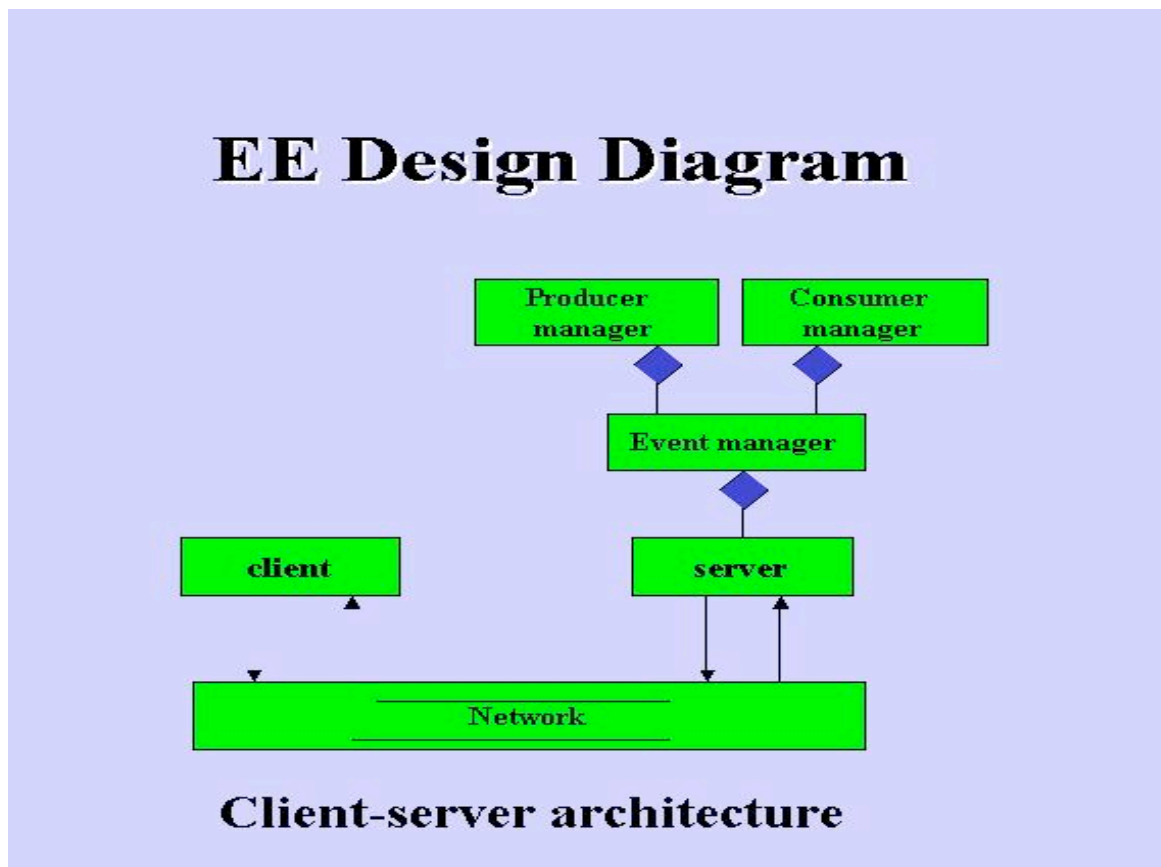 EE Design Diagram
Producer
manager
Consumer
manager
Event manager
client
server
Network
Client-server architecture